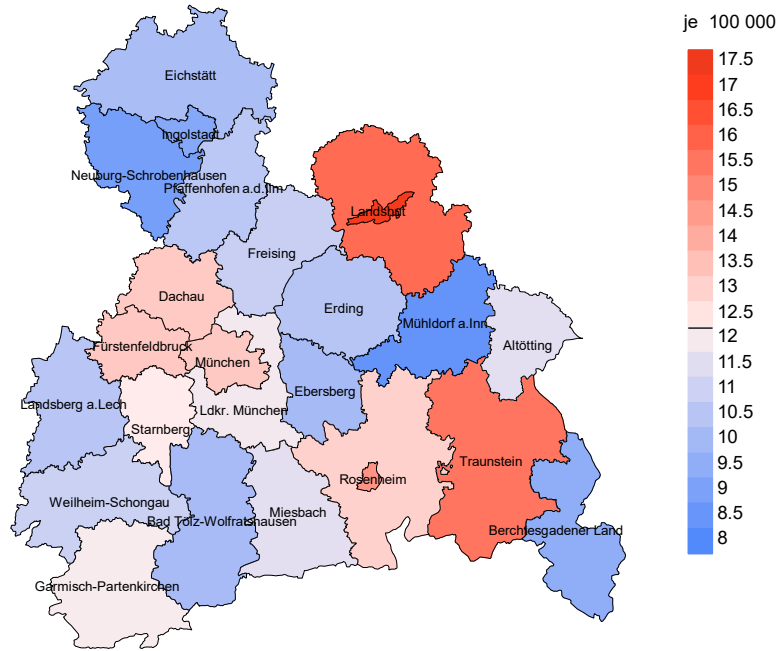 je 100 000
17.5
17
16.5
16
15.5
15
14.5
14
13.5
13
12.5
12
11.5
11
10.5
10
9.5
9
8.5
8
Eichstätt
Ingolstadt
Neuburg-Schrobenhausen
Pfaffenhofen a.d.Ilm
Landshut
Freising
Dachau
Erding
Mühldorf a.Inn
Altötting
Fürstenfeldbruck
München
Ebersberg
Landsberg a.Lech
Ldkr. München
Starnberg
Traunstein
Rosenheim
Weilheim-Schongau
Miesbach
Bad Tölz-Wolfratshausen
Berchtesgadener Land
Garmisch-Partenkirchen